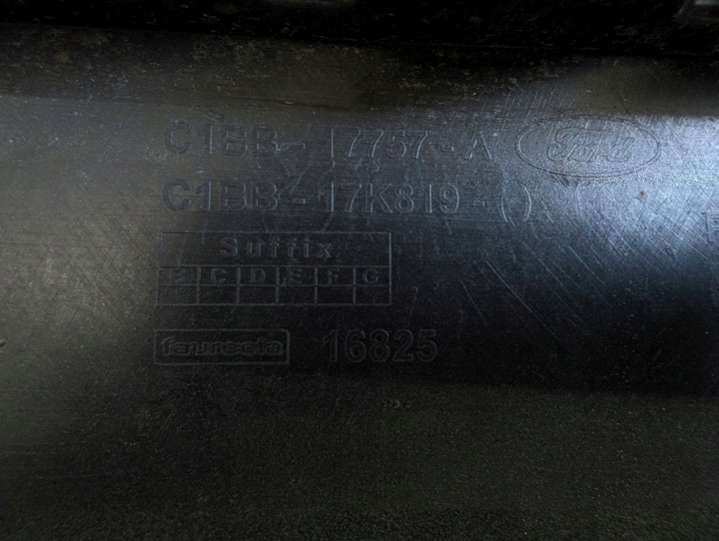 C1BB-17757-A
C1BB-17K819-( )
Suffix
B C D E F G
faurecia 16825